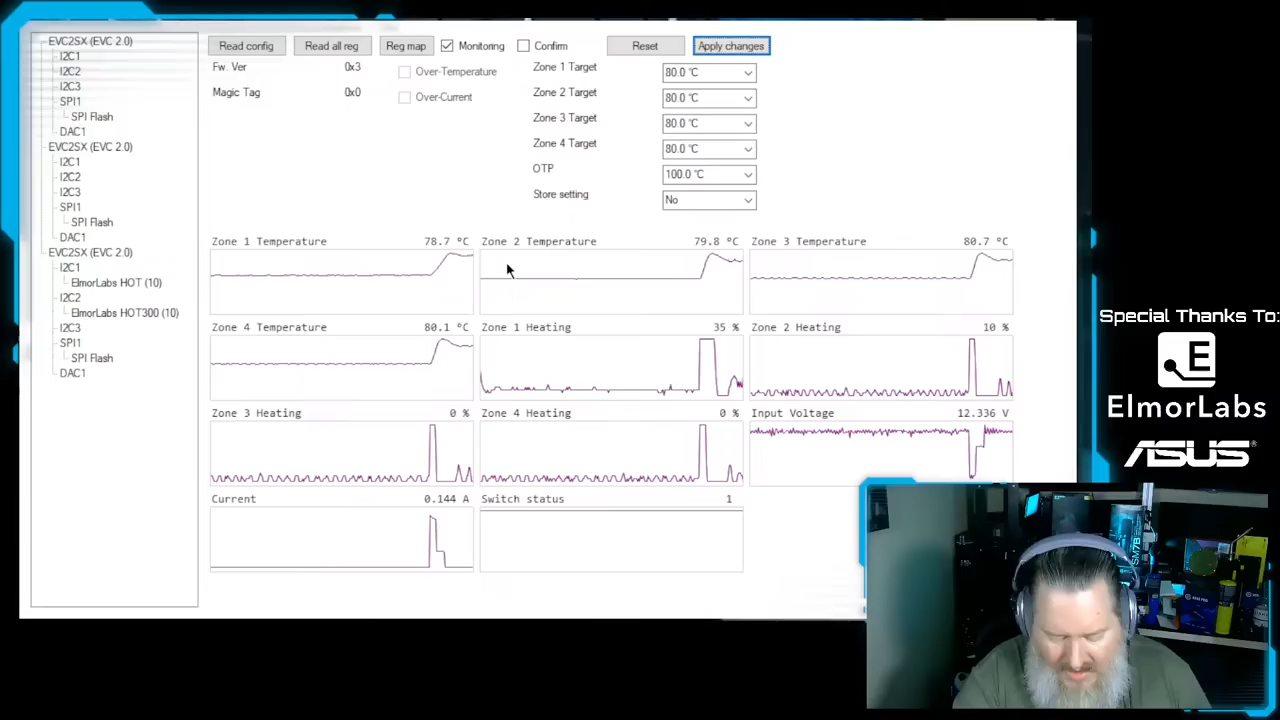 EVC2SX (EVC 2.0)
I2C1
I2C2
I2C3
SPI1
SPI Flash
DAC1
EVC2SX (EVC 2.0)
I2C1
I2C2
I2C3
SPI1
SPI Flash
DAC1
EVC2SX (EVC 2.0)
I2C1
ElmorLabs HOT (10)
I2C2
ElmorLabs HOT300 (10)
I2C3
SPI1
SPI Flash
DAC1
Read config Read all reg Reg map Monitoring Confirm Reset Apply changes
Fw. Ver 0x3 Over-Temperature Zone 1 Target 80.0 °C
Magic Tag 0x0 Over-Current Zone 2 Target 80.0 °C
Zone 3 Target 80.0 °C
Zone 4 Target 80.0 °C
OTP 100.0 °C
Store setting No
Zone 1 Temperature 78.7 ºC Zone 2 Temperature 79.8 ºC Zone 3 Temperature 80.7 ºC
Zone 4 Temperature 80.1 ºC Zone 1 Heating 35 % Zone 2 Heating 10 %
Zone 3 Heating 0 % Zone 4 Heating 0 % Input Voltage 12.336 V
Current 0.144 A Switch status 1
Special Thanks To:
E
ElmorLabs
ASUS
SM7B